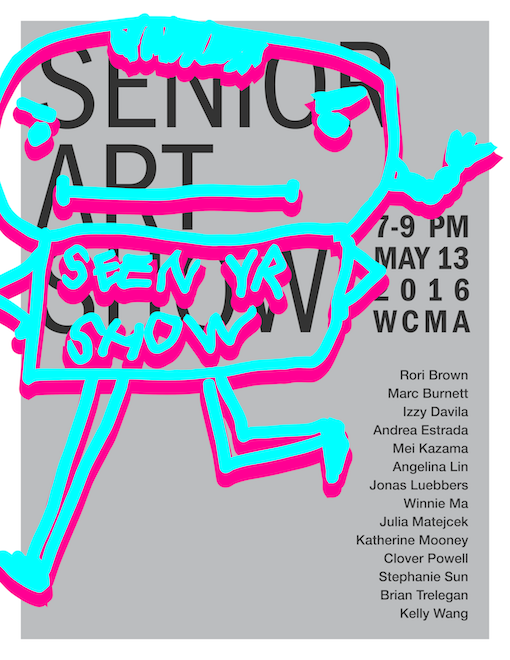 SENIOR
ART
SHOW
SEEN YR
SHOW
7-9 PM
MAY 13
2016
WCMA
Rori Brown
Marc Burnett
Izzy Davila
Andrea Estrada
Mei Kazama
Angelina Lin
Jonas Luebbers
Winnie Ma
Julia Matejcek
Katherine Mooney
Clover Powell
Stephanie Sun
Brian Trelegan
Kelly Wang